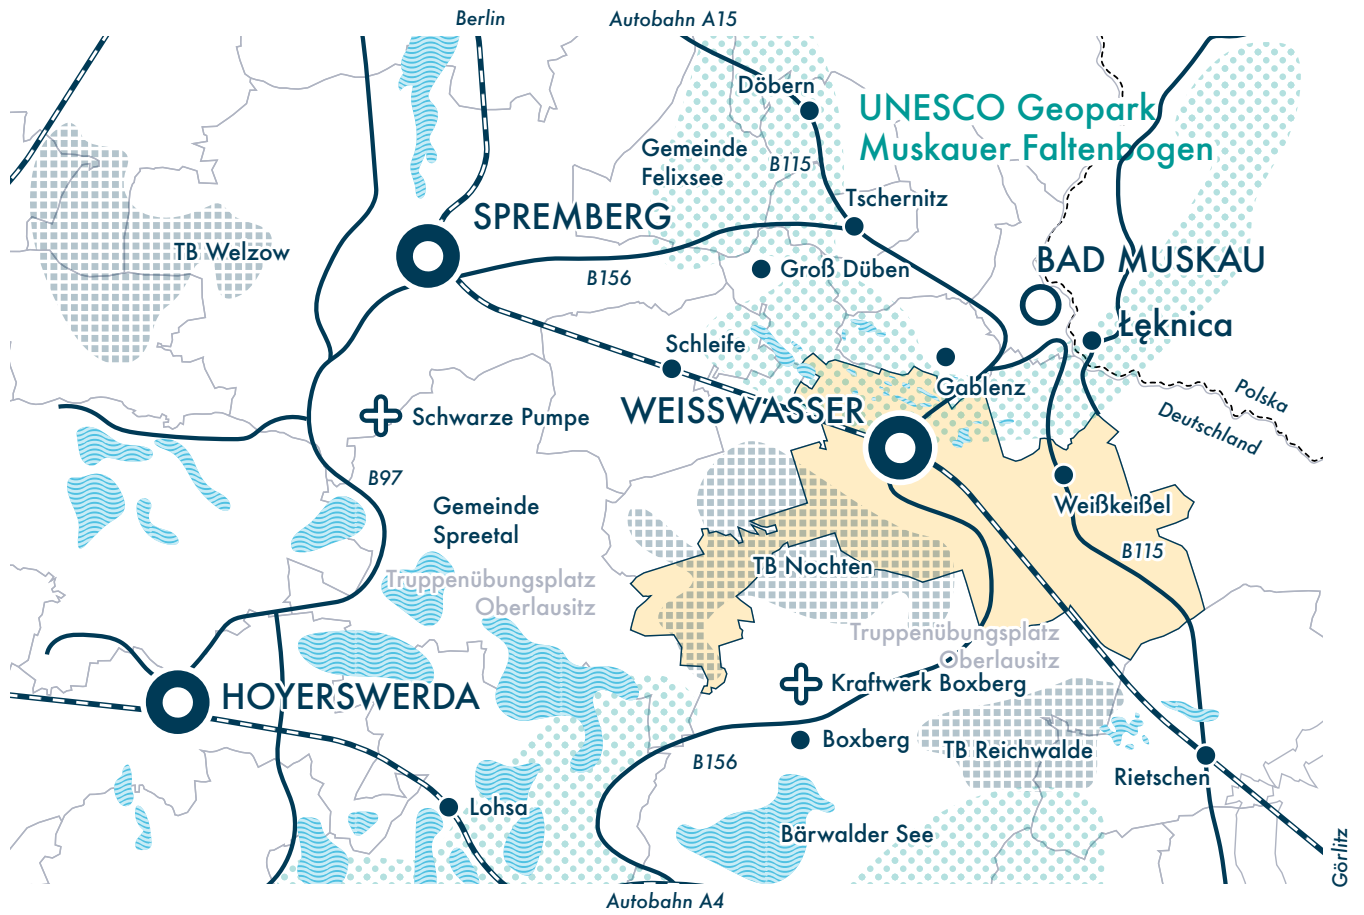 Berlin
Autobahn A15
Döbern
UNESCO Geopark
Muskauer Faltenbogen
Gemeinde
Felixsee
B115
Tschernitz
SPREMBERG
TB Welzow
BAD MUSKAU
Groß Düben
B156
Łęknica
Schleife
Gablenz
Polska
Deutschland
WEISSWASSER
Schwarze Pumpe
B97
Gemeinde
Spreetal
Weißkeißel
B115
TB Nochten
Truppenübungsplatz
Oberlausitz
Truppenübungsplatz
Oberlausitz
Kraftwerk Boxberg
HOYERSWERDA
Boxberg
TB Reichwalde
B156
Rietschen
Lohsa
Bärwalder See
Görlitz
Autobahn A4